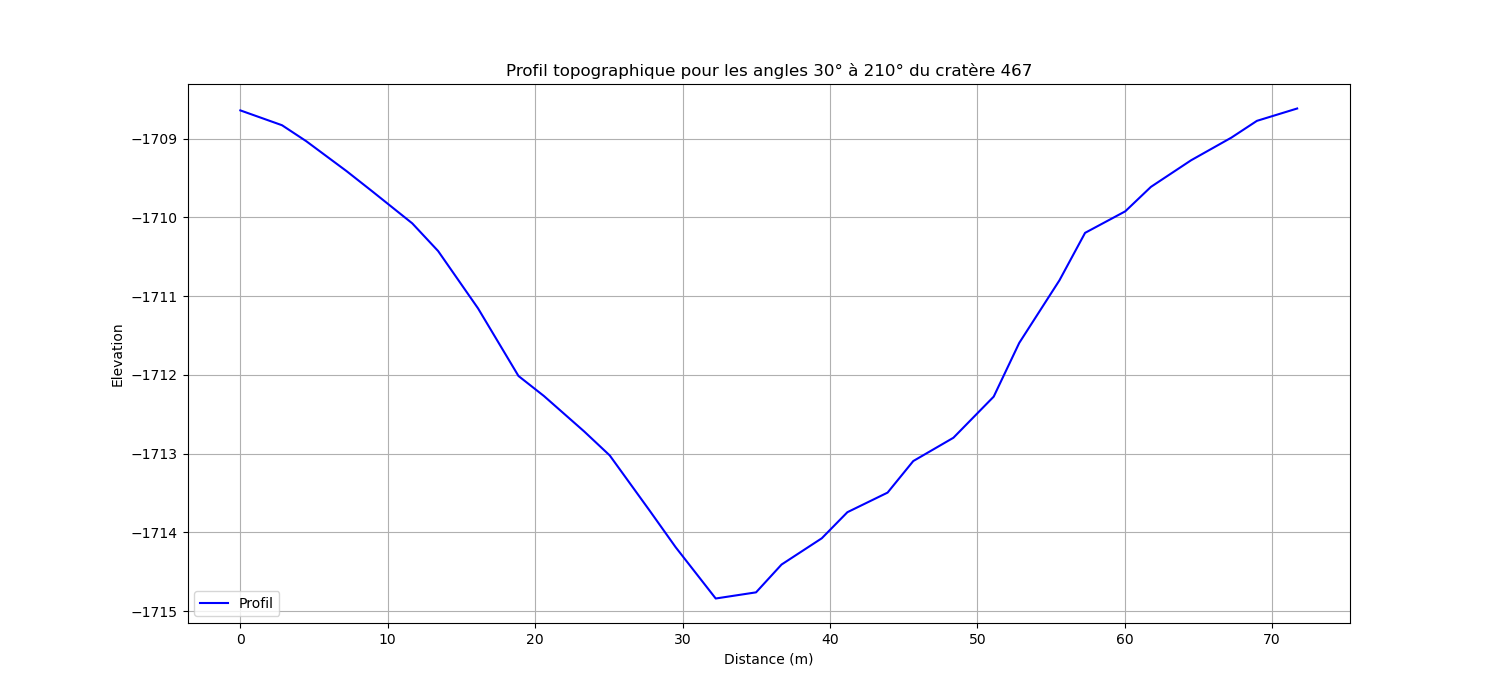 Profil topographique pour les angles 30° à 210° du cratère 467
−1709
−1710
−1711
−1712
−1713
−1714
−1715
Elevation
Profil
0 10 20 30 40 50 60 70
Distance (m)